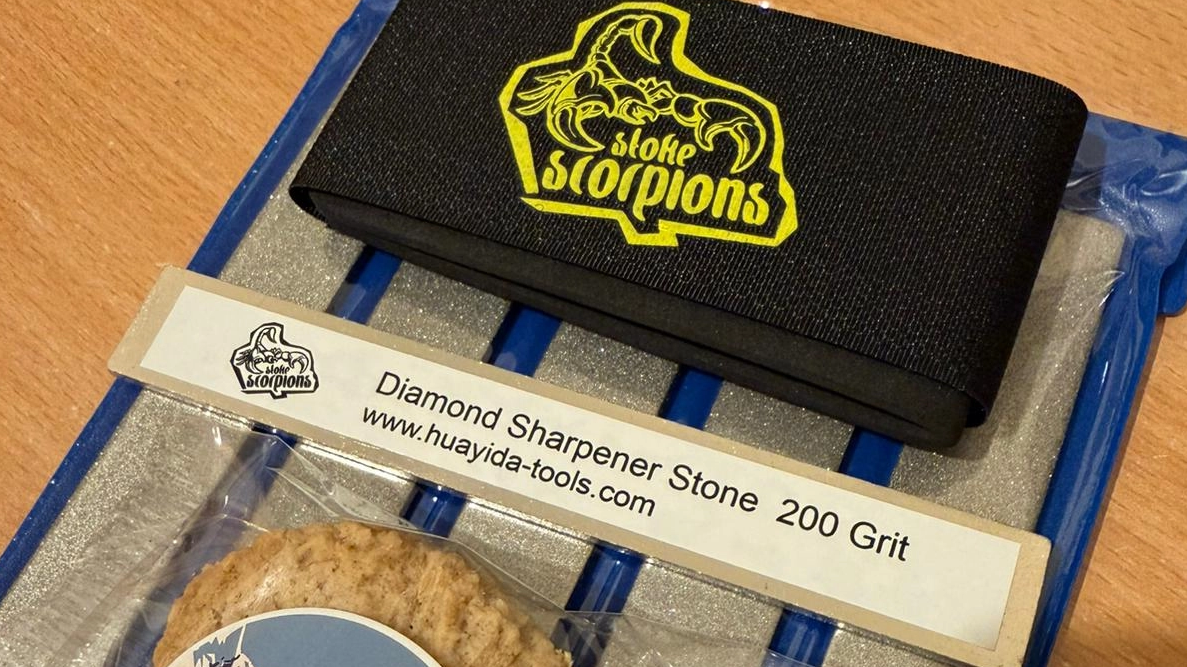 stoke
scorpions
stoke
scorpions
Diamond Sharpener Stone 200 Grit
www.huayida-tools.com